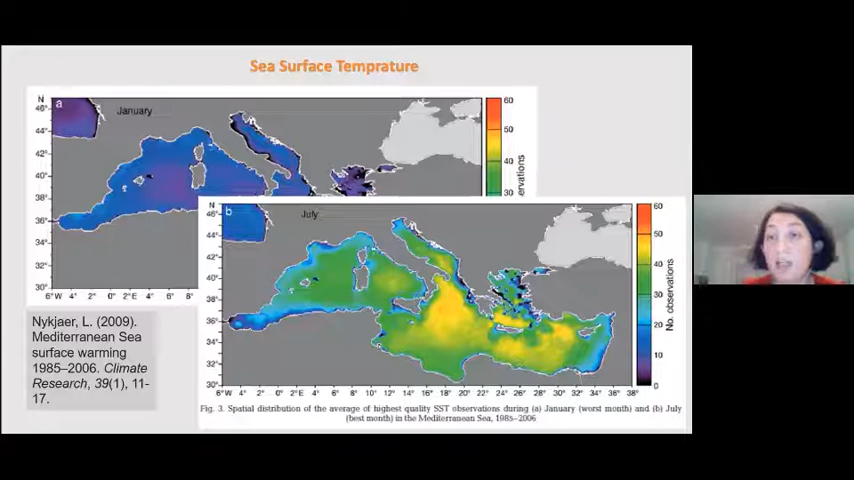 Sea Surface Temprature
N
46°
44°
42°
40°
38°
36°
34°
32°
30°
a
January
60
50
40
30
6°W 4° 2° 0° 2°E 4° 6° 8°
N
46°
44°
42°
40°
38°
36°
34°
32°
30°
b
July
60
50
40
30
20
10
0
No. observations
6°W 4° 2° 0° 2°E 4° 6° 8° 10° 12° 14° 16° 18° 20° 22° 24° 26° 28° 30° 32° 34° 36° 38°
Fig. 3. Spatial distribution of the average of highest quality SST observations during (a) January (worst month) and (b) July
(best month) in the Mediterranean Sea, 1985–2006
Nykjaer, L. (2009).
Mediterranean Sea
surface warming
1985–2006. Climate
Research, 39(1), 11-
17.